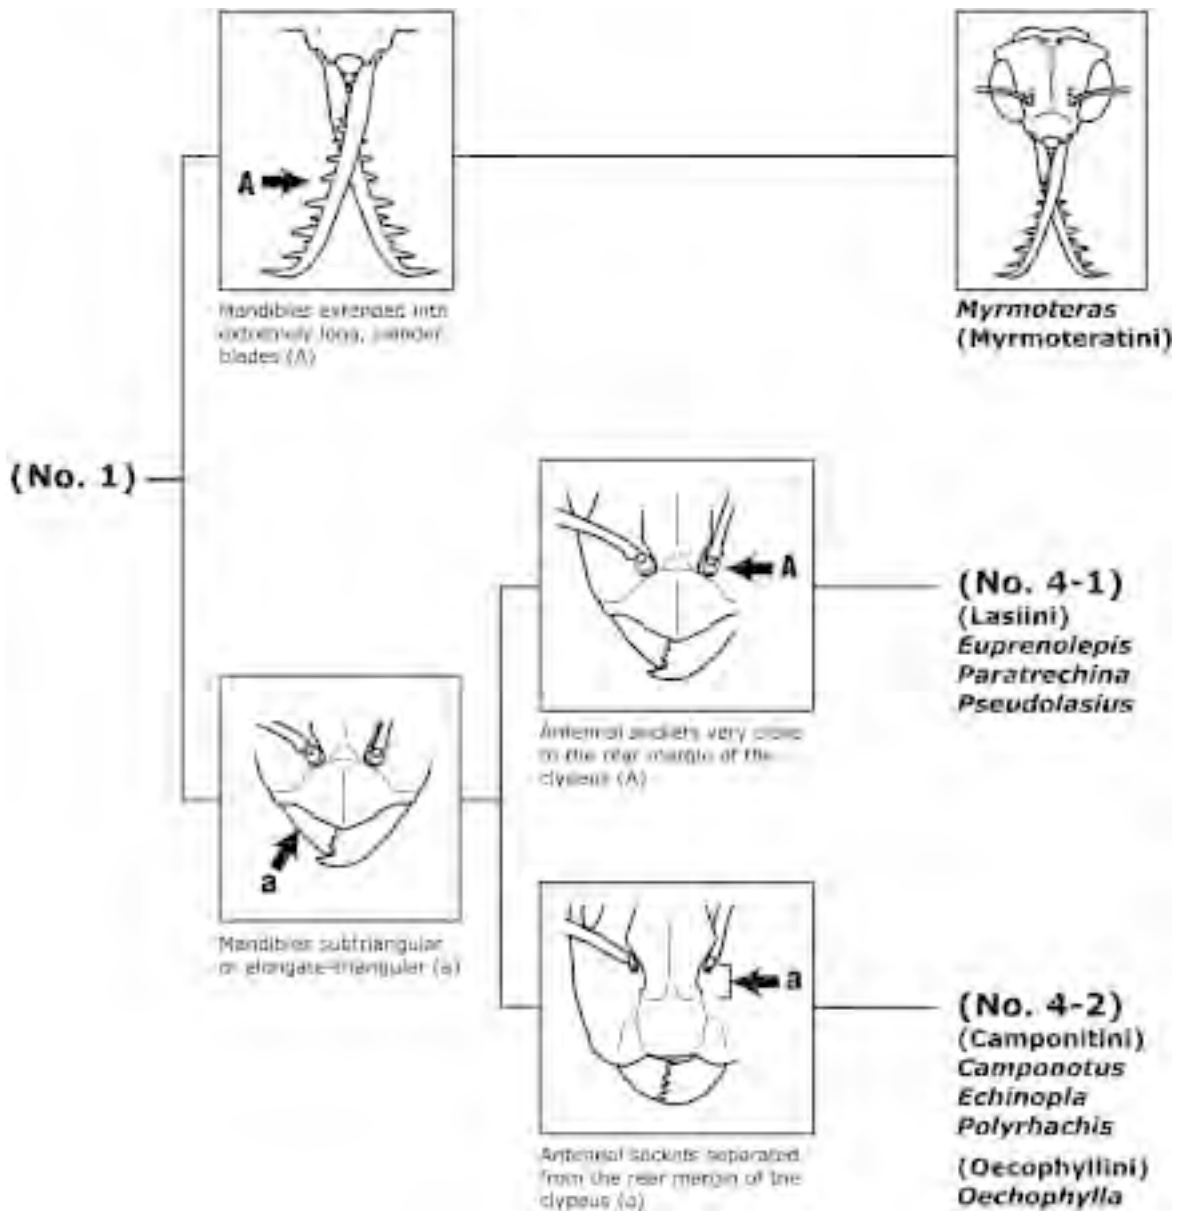 A
Mandibles extended into
extremely long, slender
blades (A)
Myrmoteras
(Myrmoteratini)
(No. 1)
A
Antennal sockets very close
to the rear margin of the
clypeus (A)
(No. 4-1)
(Lasiini)
Euprenolepis
Paratrechina
Pseudolasius
a
Mandibles subtriangular
or elongate-triangular (a)
a
Antennal sockets separated
from the rear margin of the
clypeus (a)
(No. 4-2)
(Camponitini)
Camponotus
Echinopla
Polyrhachis
(Oecophyllini)
Oechophylla